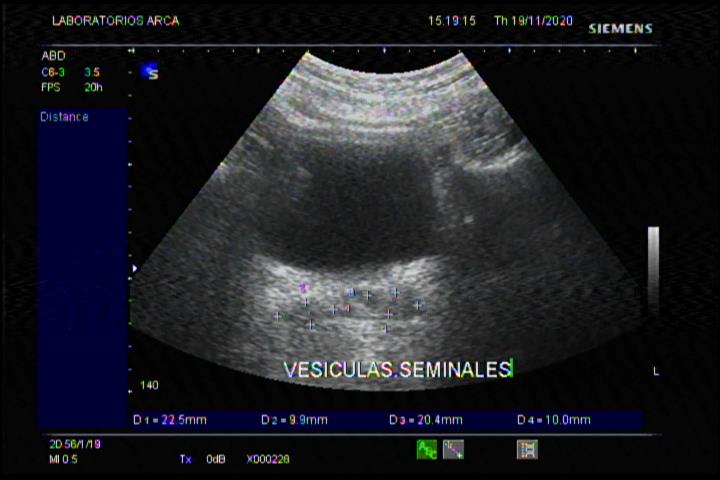 LABORATORIOS ARCA
15:19:15 Th 19/11/2020 SIEMENS
ABD
C6-3 3.5
FPS 20h
Distance
S
VESICULAS.SEMINALES
L
140
D1=22.5mm D2=9.9mm D3=20.4mm D4=10.0mm
2D 56/1/19
MI 0.5 Tx 0dB X000228
ABC